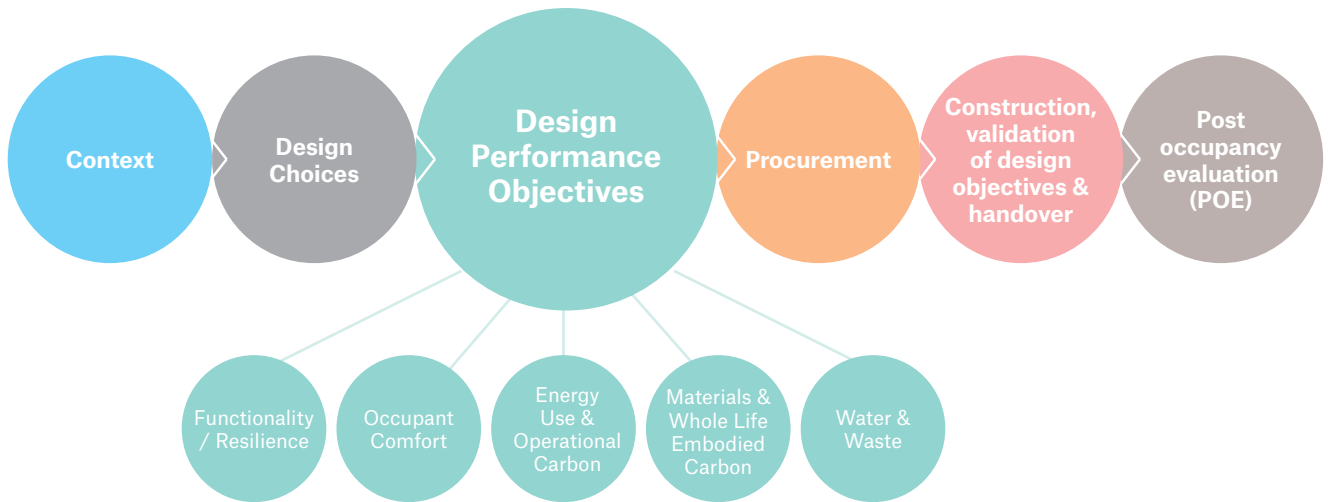 Context
Design
Choices
Design
Performance
Objectives
Procurement
Construction,
validation
of design
objectives &
handover
Post
occupancy
evaluation
(POE)
Functionality
/ Resilience
Occupant
Comfort
Energy
Use &
Operational
Carbon
Materials &
Whole Life
Embodied
Carbon
Water &
Waste